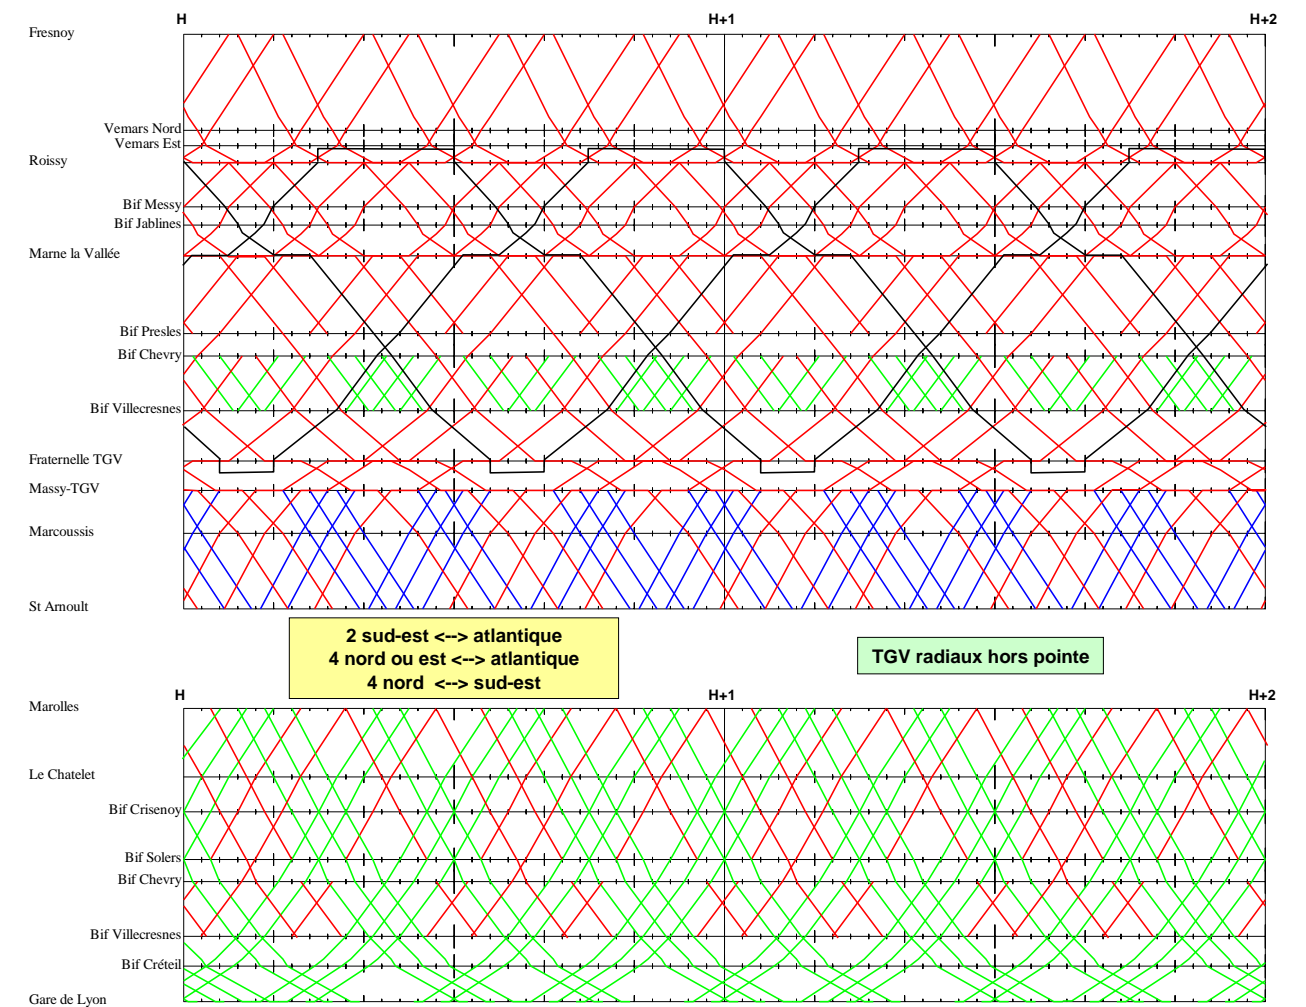 H H+1 H+2
Fresnoy
Vemars Nord
Vemars Est
Roissy
Bif Messy
Bif Jablines
Marne la Vallée
Bif Presles
Bif Chevry
Bif Villecresnes
Fraternelle TGV
Massy-TGV
Marcoussis
St Arnoult
2 sud-est <--> atlantique
4 nord ou est <--> atlantique
4 nord <--> sud-est
TGV radiaux hors pointe
H H+1 H+2
Marolles
Le Chatelet
Bif Crisenoy
Bif Solers
Bif Chevry
Bif Villecresnes
Bif Créteil
Gare de Lyon